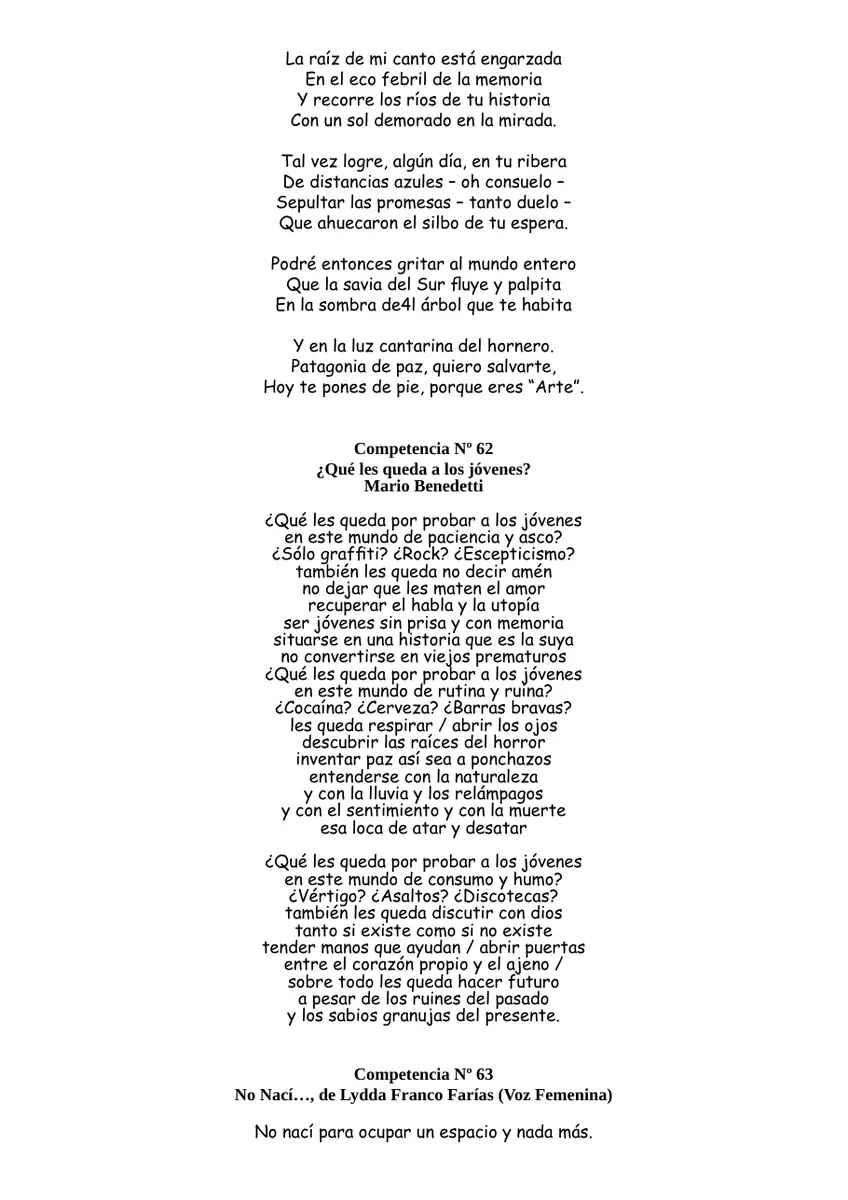 La raíz de mi canto está engarzada
En el eco febril de la memoria
Y recorre los ríos de tu historia
Con un sol demorado en la mirada.
Tal vez logre, algún día, en tu ribera
De distancias azules – oh consuelo –
Sepultar las promesas – tanto duelo –
Que ahuecaron el silbo de tu espera.
Podré entonces gritar al mundo entero
Que la savia del Sur fluye y palpita
En la sombra de4l árbol que te habita
Y en la luz cantarina del hornero.
Patagonia de paz, quiero salvarte,
Hoy te pones de pie, porque eres “Arte”.
Competencia Nº 62
¿Qué les queda a los jóvenes?
Mario Benedetti
¿Qué les queda por probar a los jóvenes
en este mundo de paciencia y asco?
¿Sólo graffiti? ¿Rock? ¿Escepticismo?
también les queda no decir amén
no dejar que les maten el amor
recuperar el habla y la utopía
ser jóvenes sin prisa y con memoria
situarse en una historia que es la suya
no convertirse en viejos prematuros
¿Qué les queda por probar a los jóvenes
en este mundo de rutina y ruina?
¿Cocaína? ¿Cerveza? ¿Barras bravas?
les queda respirar / abrir los ojos
descubrir las raíces del horror
inventar paz así sea a ponchazos
entenderse con la naturaleza
y con la lluvia y los relámpagos
y con el sentimiento y con la muerte
esa loca de atar y desatar
¿Qué les queda por probar a los jóvenes
en este mundo de consumo y humo?
¿Vértigo? ¿Asaltos? ¿Discotecas?
también les queda discutir con dios
tanto si existe como si no existe
tender manos que ayudan / abrir puertas
entre el corazón propio y el ajeno /
sobre todo les queda hacer futuro
a pesar de los ruines del pasado
y los sabios granujas del presente.
Competencia Nº 63
No Nací…, de Lydda Franco Farías (Voz Femenina)
No nací para ocupar un espacio y nada más.